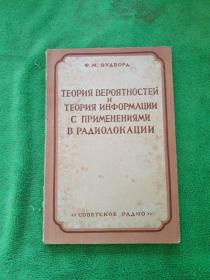 Ф. М. ВУДВОРД
ТЕОРИЯ ВЕРОЯТНОСТЕЙ
И
ТЕОРИЯ ИНФОРМАЦИИ
С ПРИМЕНЕНИЯМИ
В РАДИОЛОКАЦИИ
«СОВЕТСКОЕ РАДИО»